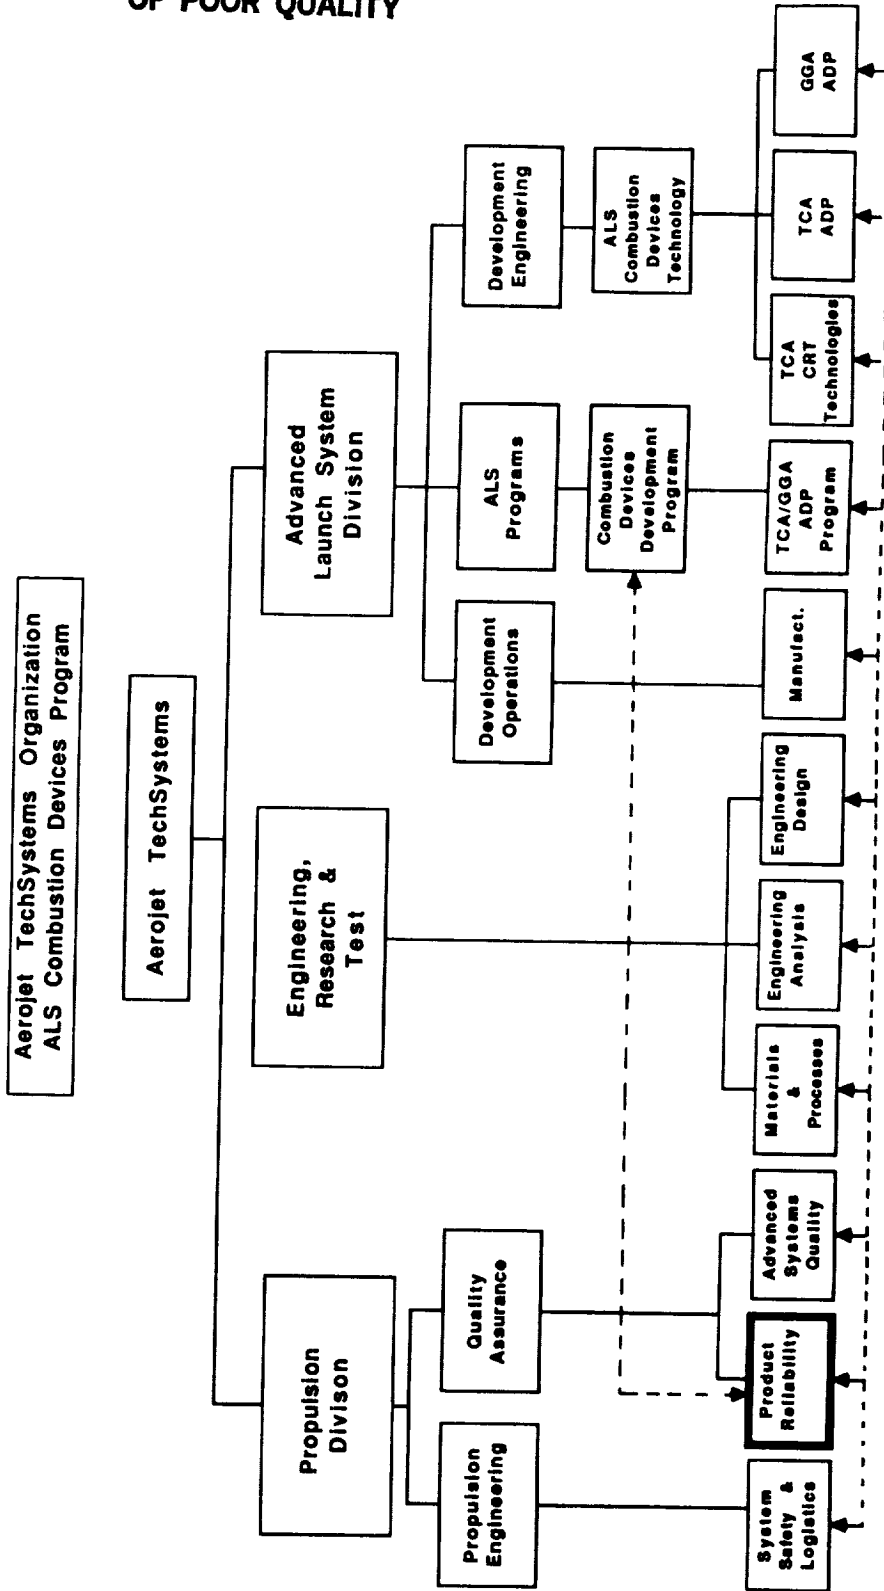 OF POOR QUALITY
Aerojet TechSystems Organization
ALS Combustion Devices Program
Aerojet TechSystems
Propulsion
Divison
Engineering,
Research &
Test
Advanced
Launch System
Division
Propulsion
Engineering
Quality
Assurance
Development
Operations
ALS
Programs
Development
Engineering
Combustion
Devices
Development
Program
ALS
Combustion
Devices
Technology
System
Safety &
Logistics
Product
Reliability
Advanced
Systems
Quality
Materials
&
Processes
Engineering
Analysis
Engineering
Design
Manufact.
TCA/GGA
ADP
Program
TCA
CRT
Technologies
TCA
ADP
GGA
ADP